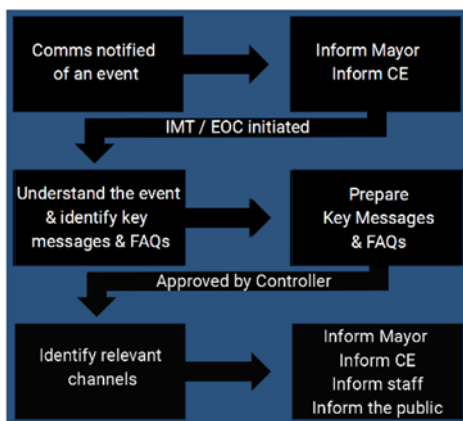 Comms notified
of an event
Inform Mayor
Inform CE
IMT / EOC initiated
Understand the event
& identify key
messages & FAQs
Prepare
Key Messages
& FAQs
Approved by Controller
Identify relevant
channels
Inform Mayor
Inform CE
Inform staff
Inform the public